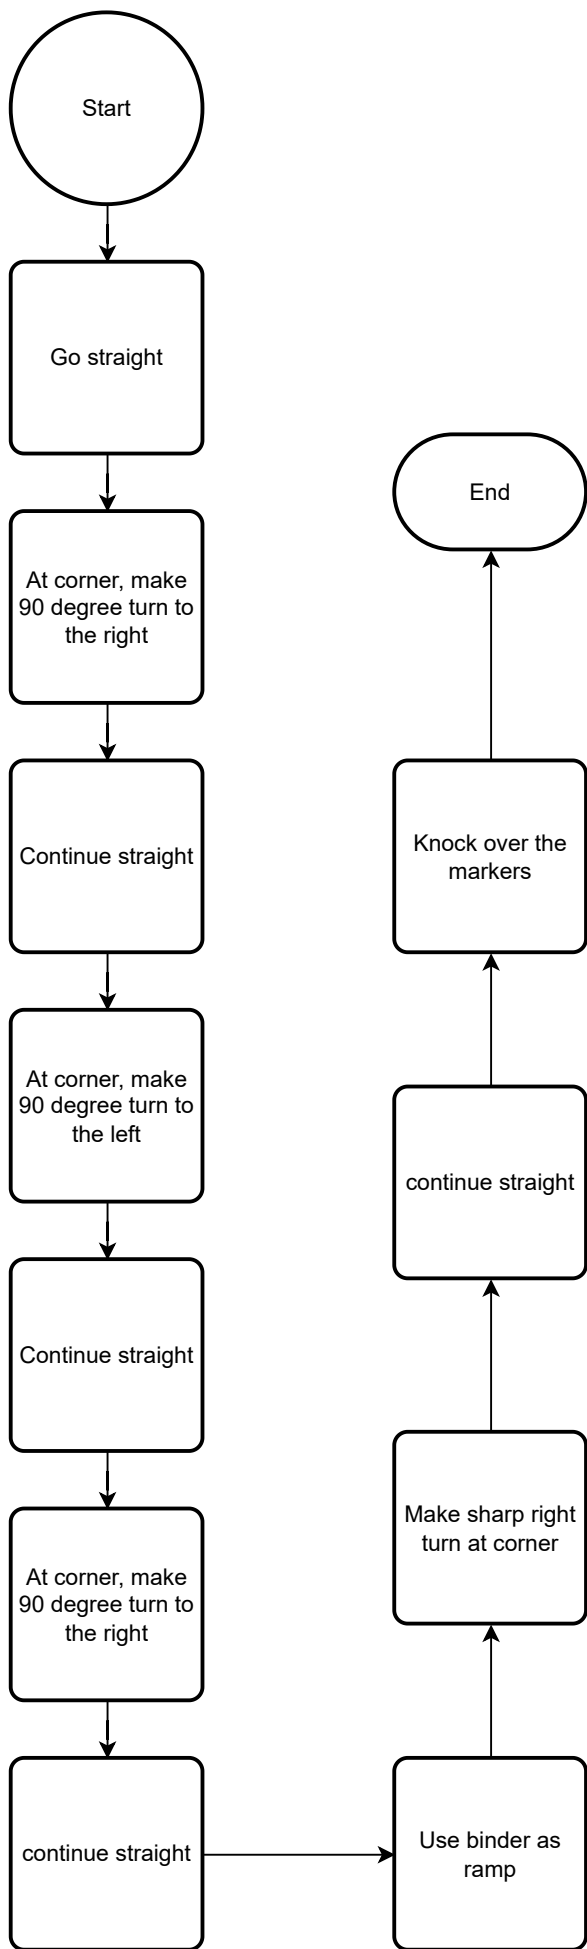 Start
Go straight
At corner, make
90 degree turn to
the right
Continue straight
At corner, make
90 degree turn to
the left
Continue straight
At corner, make
90 degree turn to
the right
continue straight
Use binder as
ramp
Make sharp right
turn at corner
continue straight
Knock over the
markers
End